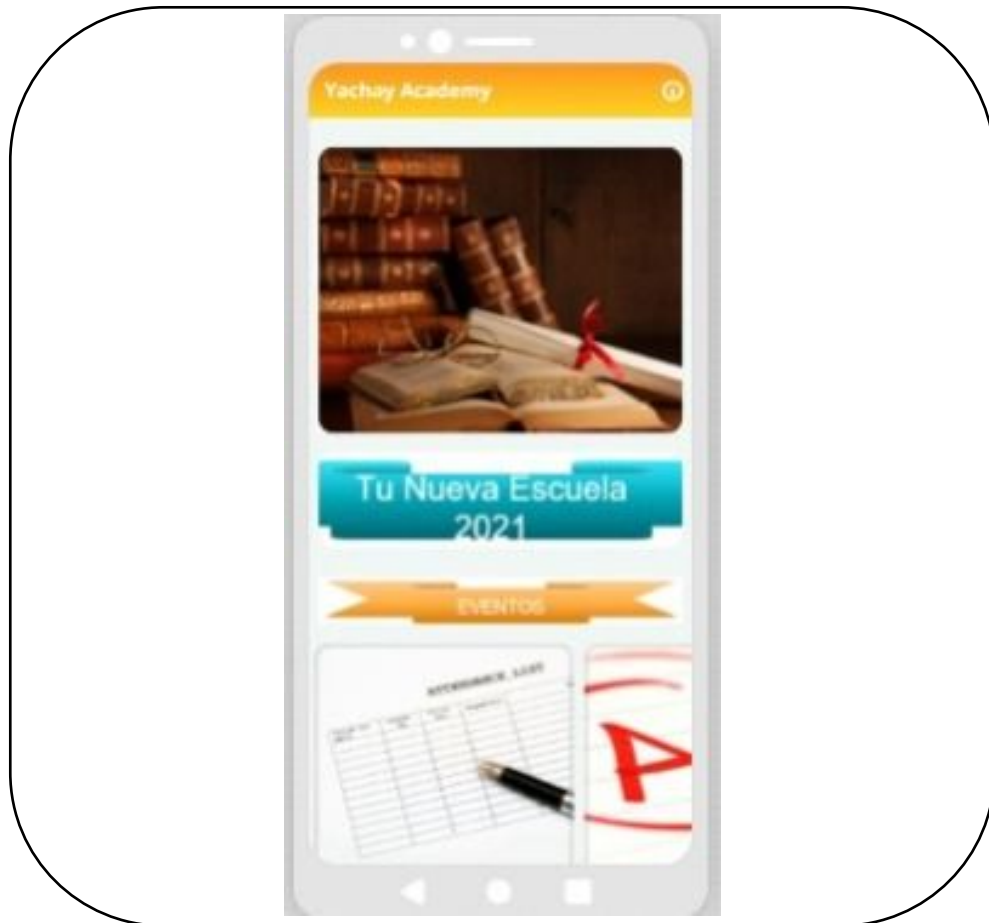 Yachay Academy
Tu Nueva Escuela
2021
EVENTOS
ATTENDANCE LIST
A